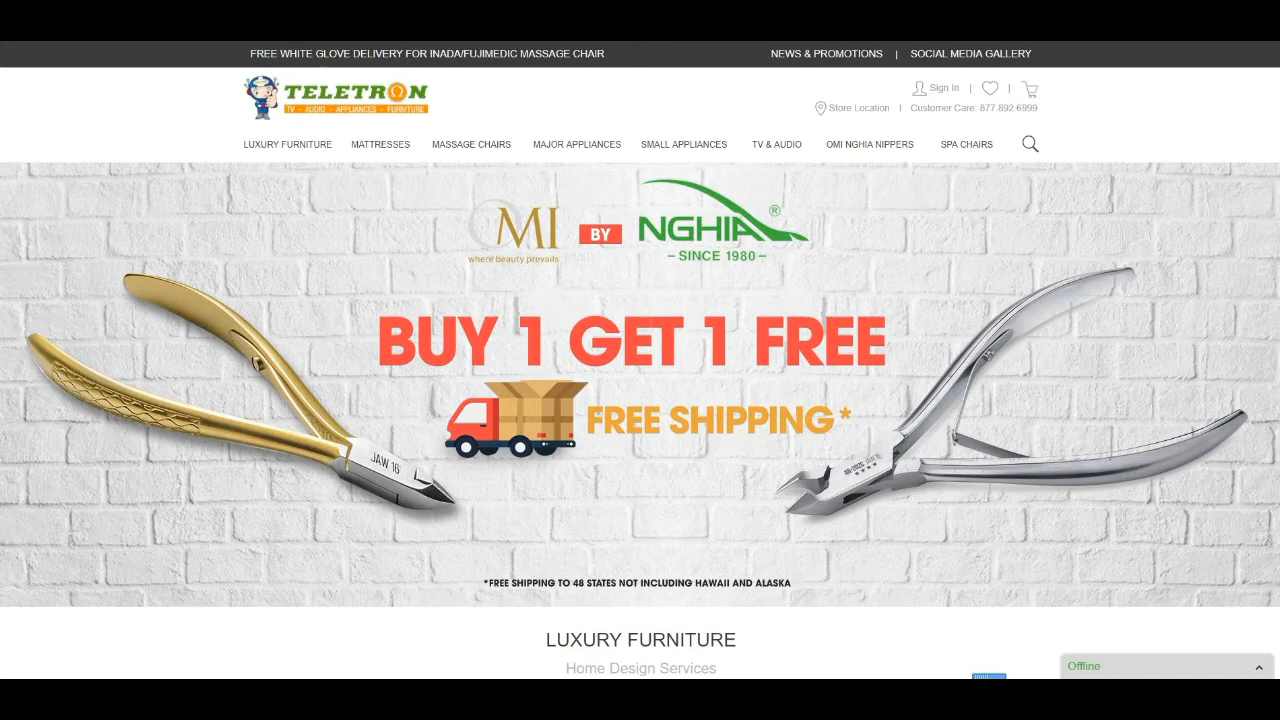 FREE WHITE GLOVE DELIVERY FOR INADA/FUJIMEDIC MASSAGE CHAIR
NEWS & PROMOTIONS | SOCIAL MEDIA GALLERY
TELETRON
TV - AUDIO - APPLIANCES - FURNITURE
Sign In | |
Store Location | Customer Care: 877.892.6999
LUXURY FURNITURE MATTRESSES MASSAGE CHAIRS MAJOR APPLIANCES SMALL APPLIANCES TV & AUDIO OMI NGHIA NIPPERS SPA CHAIRS
OMI
where beauty prevails
BY
NGHIA®
– SINCE 1980 –
BUY 1 GET 1 FREE
FREE SHIPPING*
JAW 16
*FREE SHIPPING TO 48 STATES NOT INCLUDING HAWAII AND ALASKA
LUXURY FURNITURE
Home Design Services
Offline